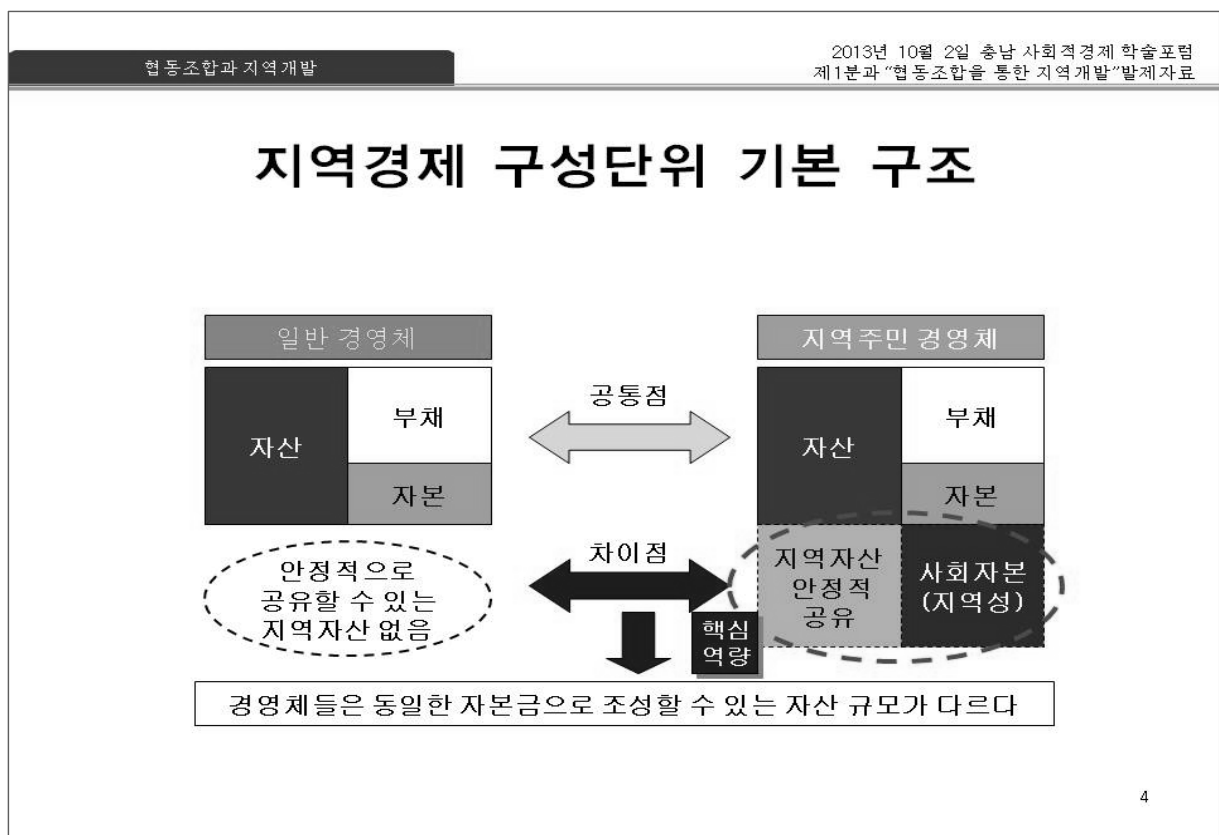 협동조합과 지역개발
2013년 10월 2일 충남 사회적경제 학술포럼
제1분과 “협동조합을 통한 지역개발”발제자료
지역경제 구성단위 기본 구조
일반 경영체
자산
부채
자본
안정적으로
공유할 수 있는
지역자산 없음
공통점
차이점
핵심
역량
지역주민 경영체
자산
부채
자본
지역자산
안정적
공유
사회자본
(지역성)
경영체들은 동일한 자본금으로 조성할 수 있는 자산 규모가 다르다
4